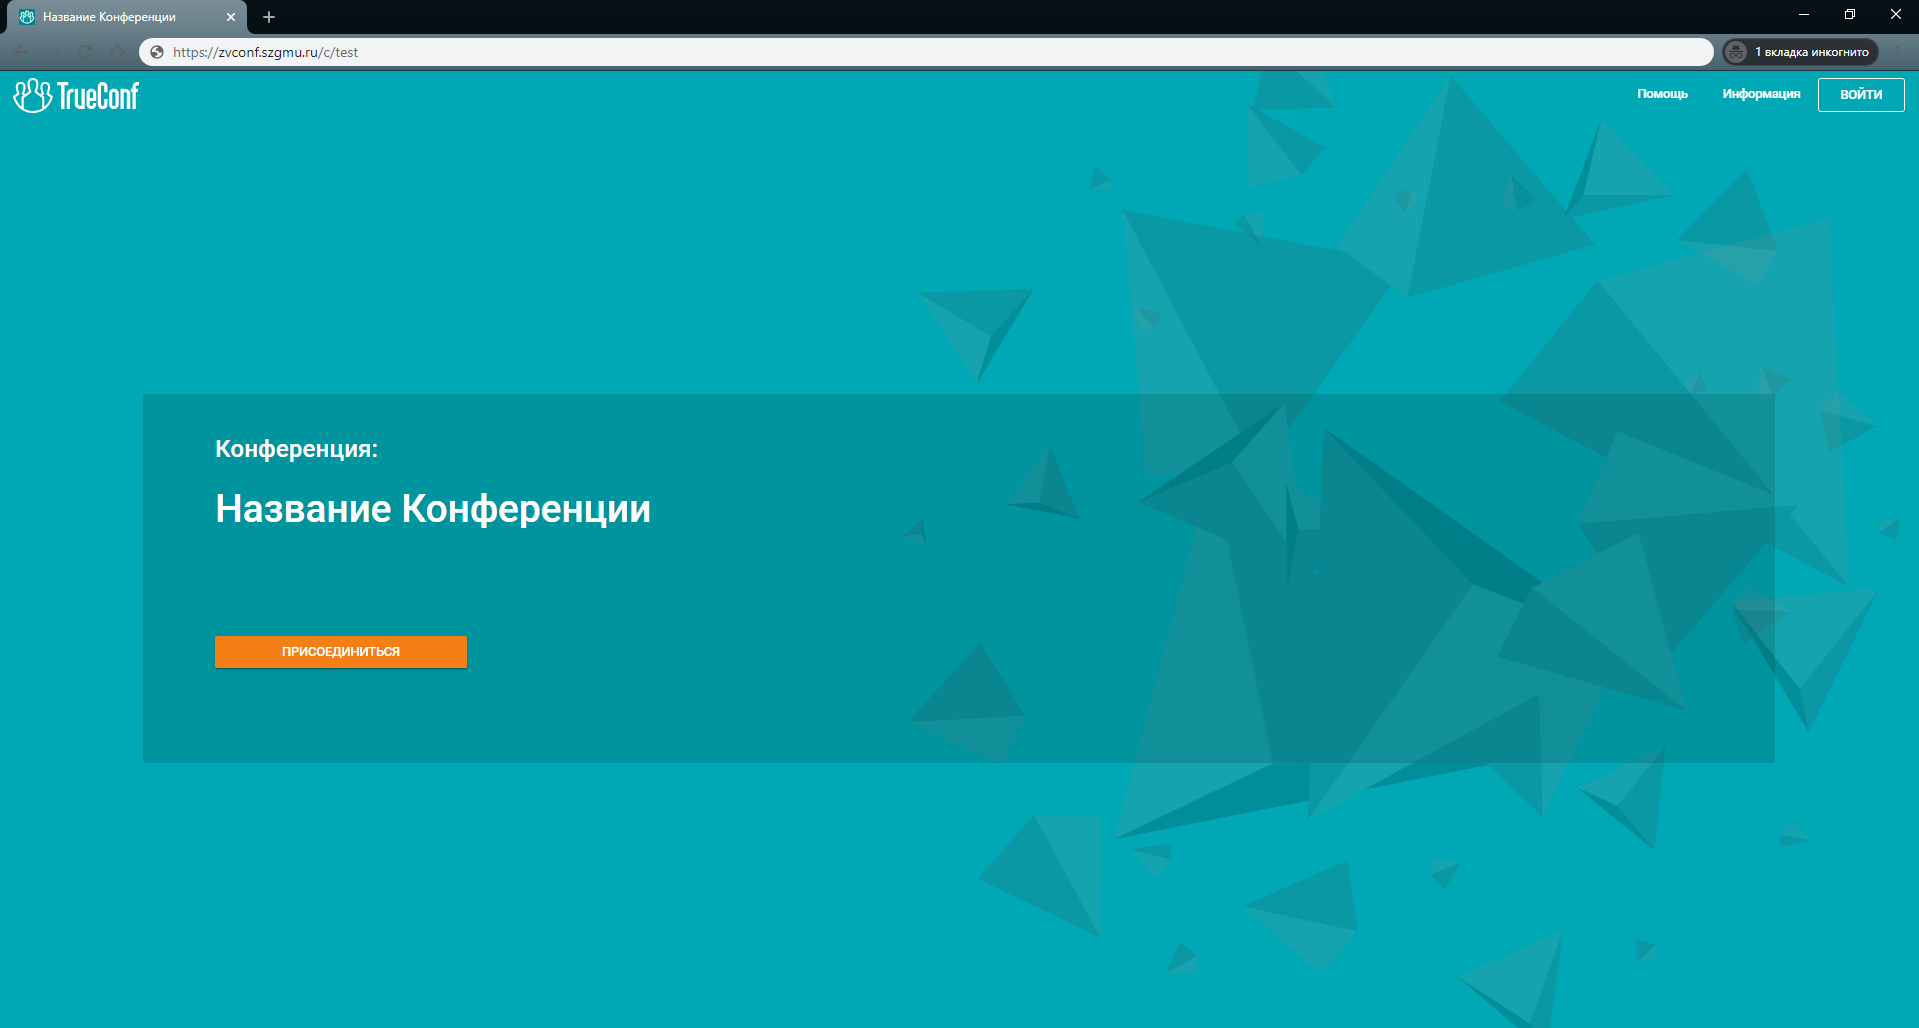 Название Конференции
https://zvconf.szgmu.ru/c/test
1 вкладка инкогнито
TrueConf
Помощь
Информация
ВОЙТИ
Конференция:
Название Конференции
ПРИСОЕДИНИТЬСЯ